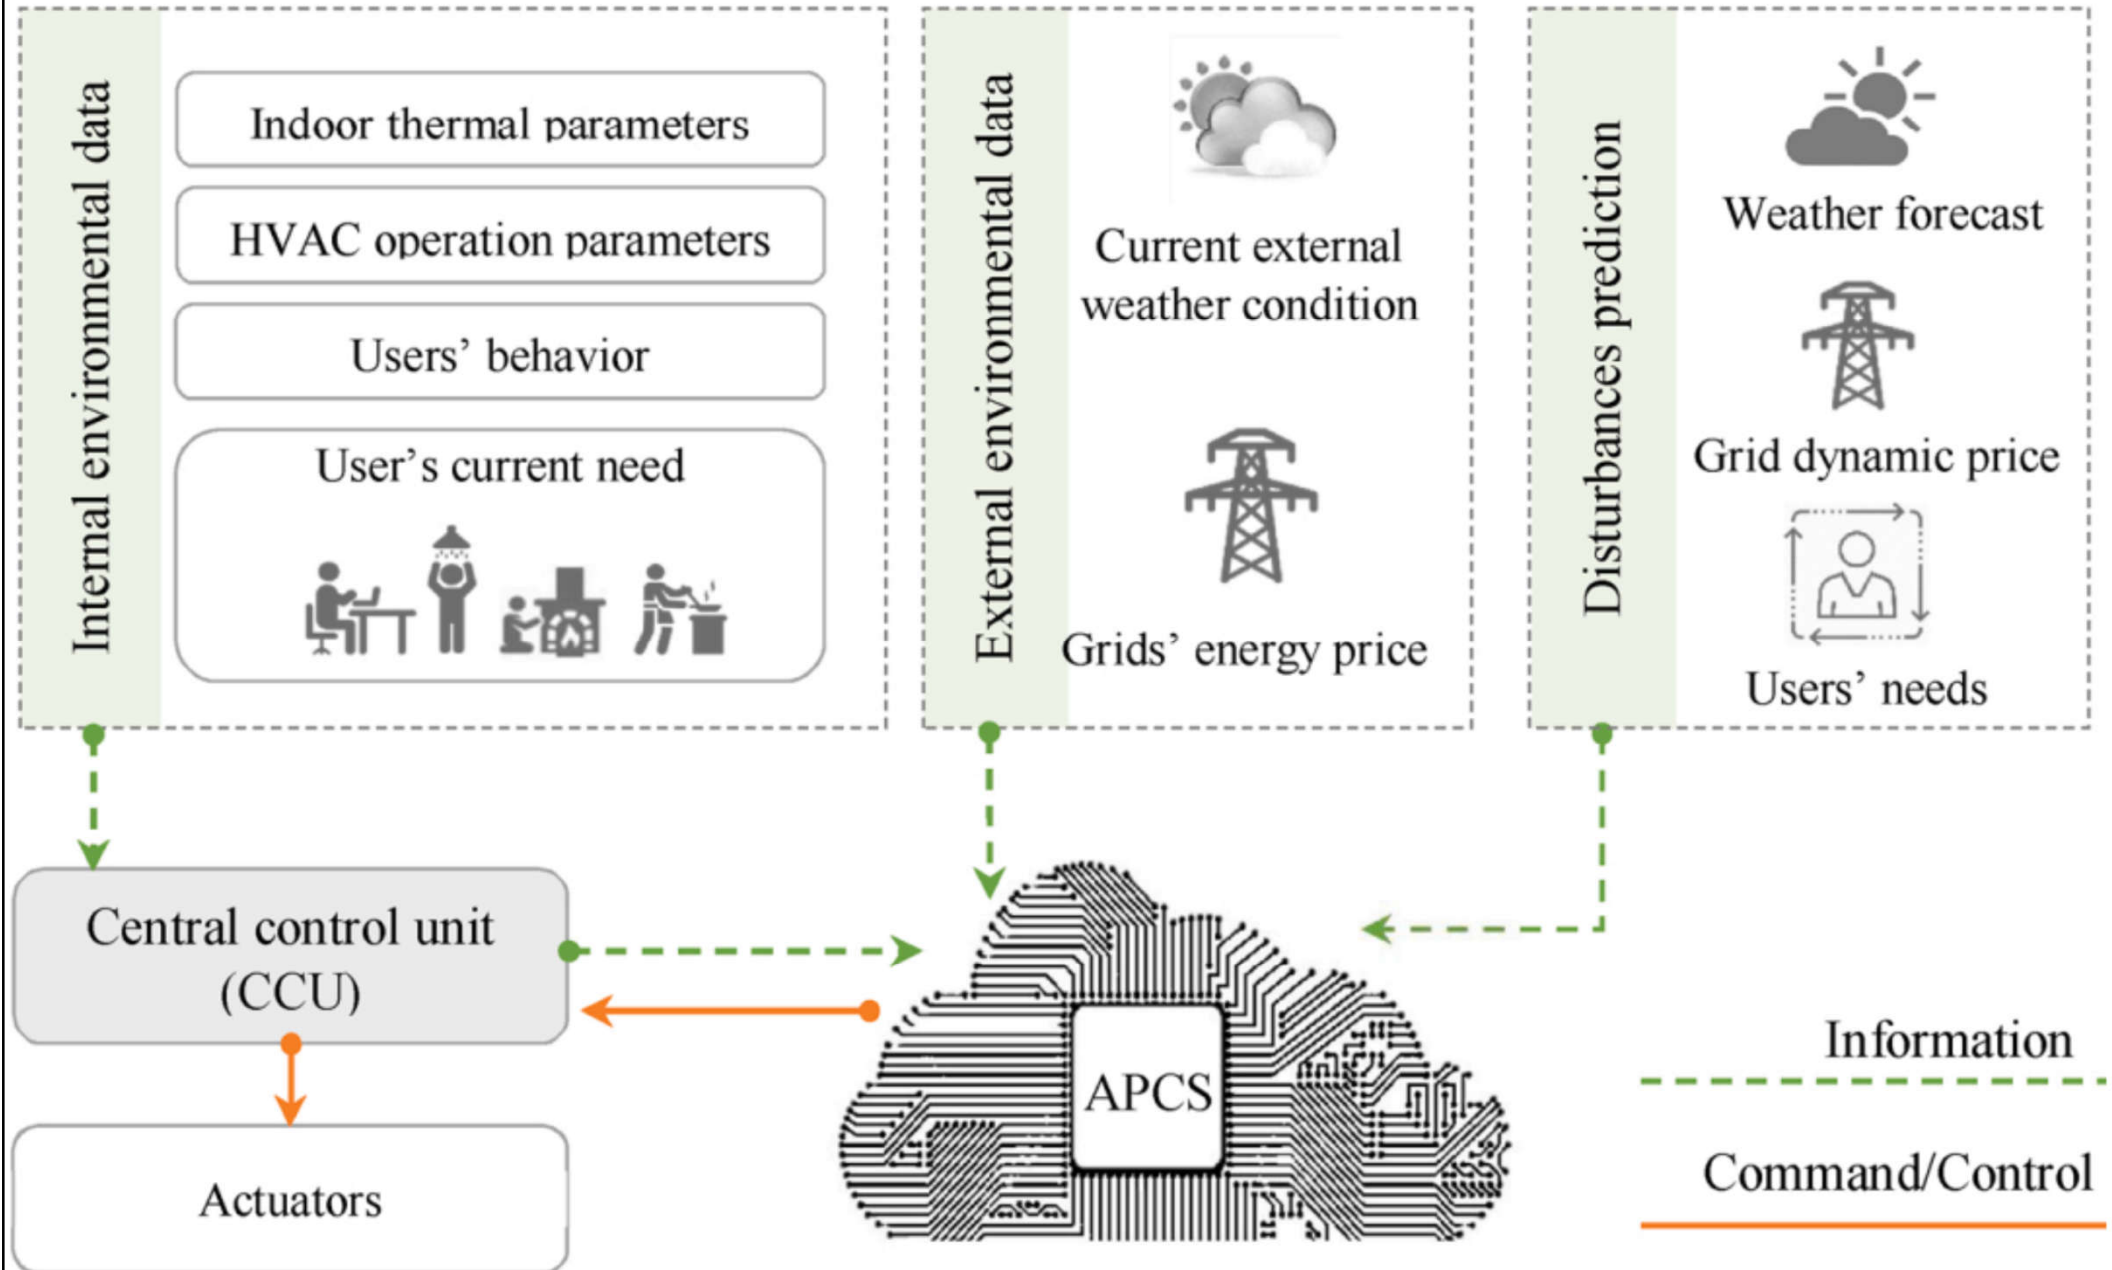 Internal environmental data
Indoor thermal parameters
HVAC operation parameters
Users’ behavior
User’s current need
External environmental data
Current external
weather condition
Grids’ energy price
Disturbances prediction
Weather forecast
Grid dynamic price
Users’ needs
Central control unit
(CCU)
Actuators
APCS
Information
Command/Control